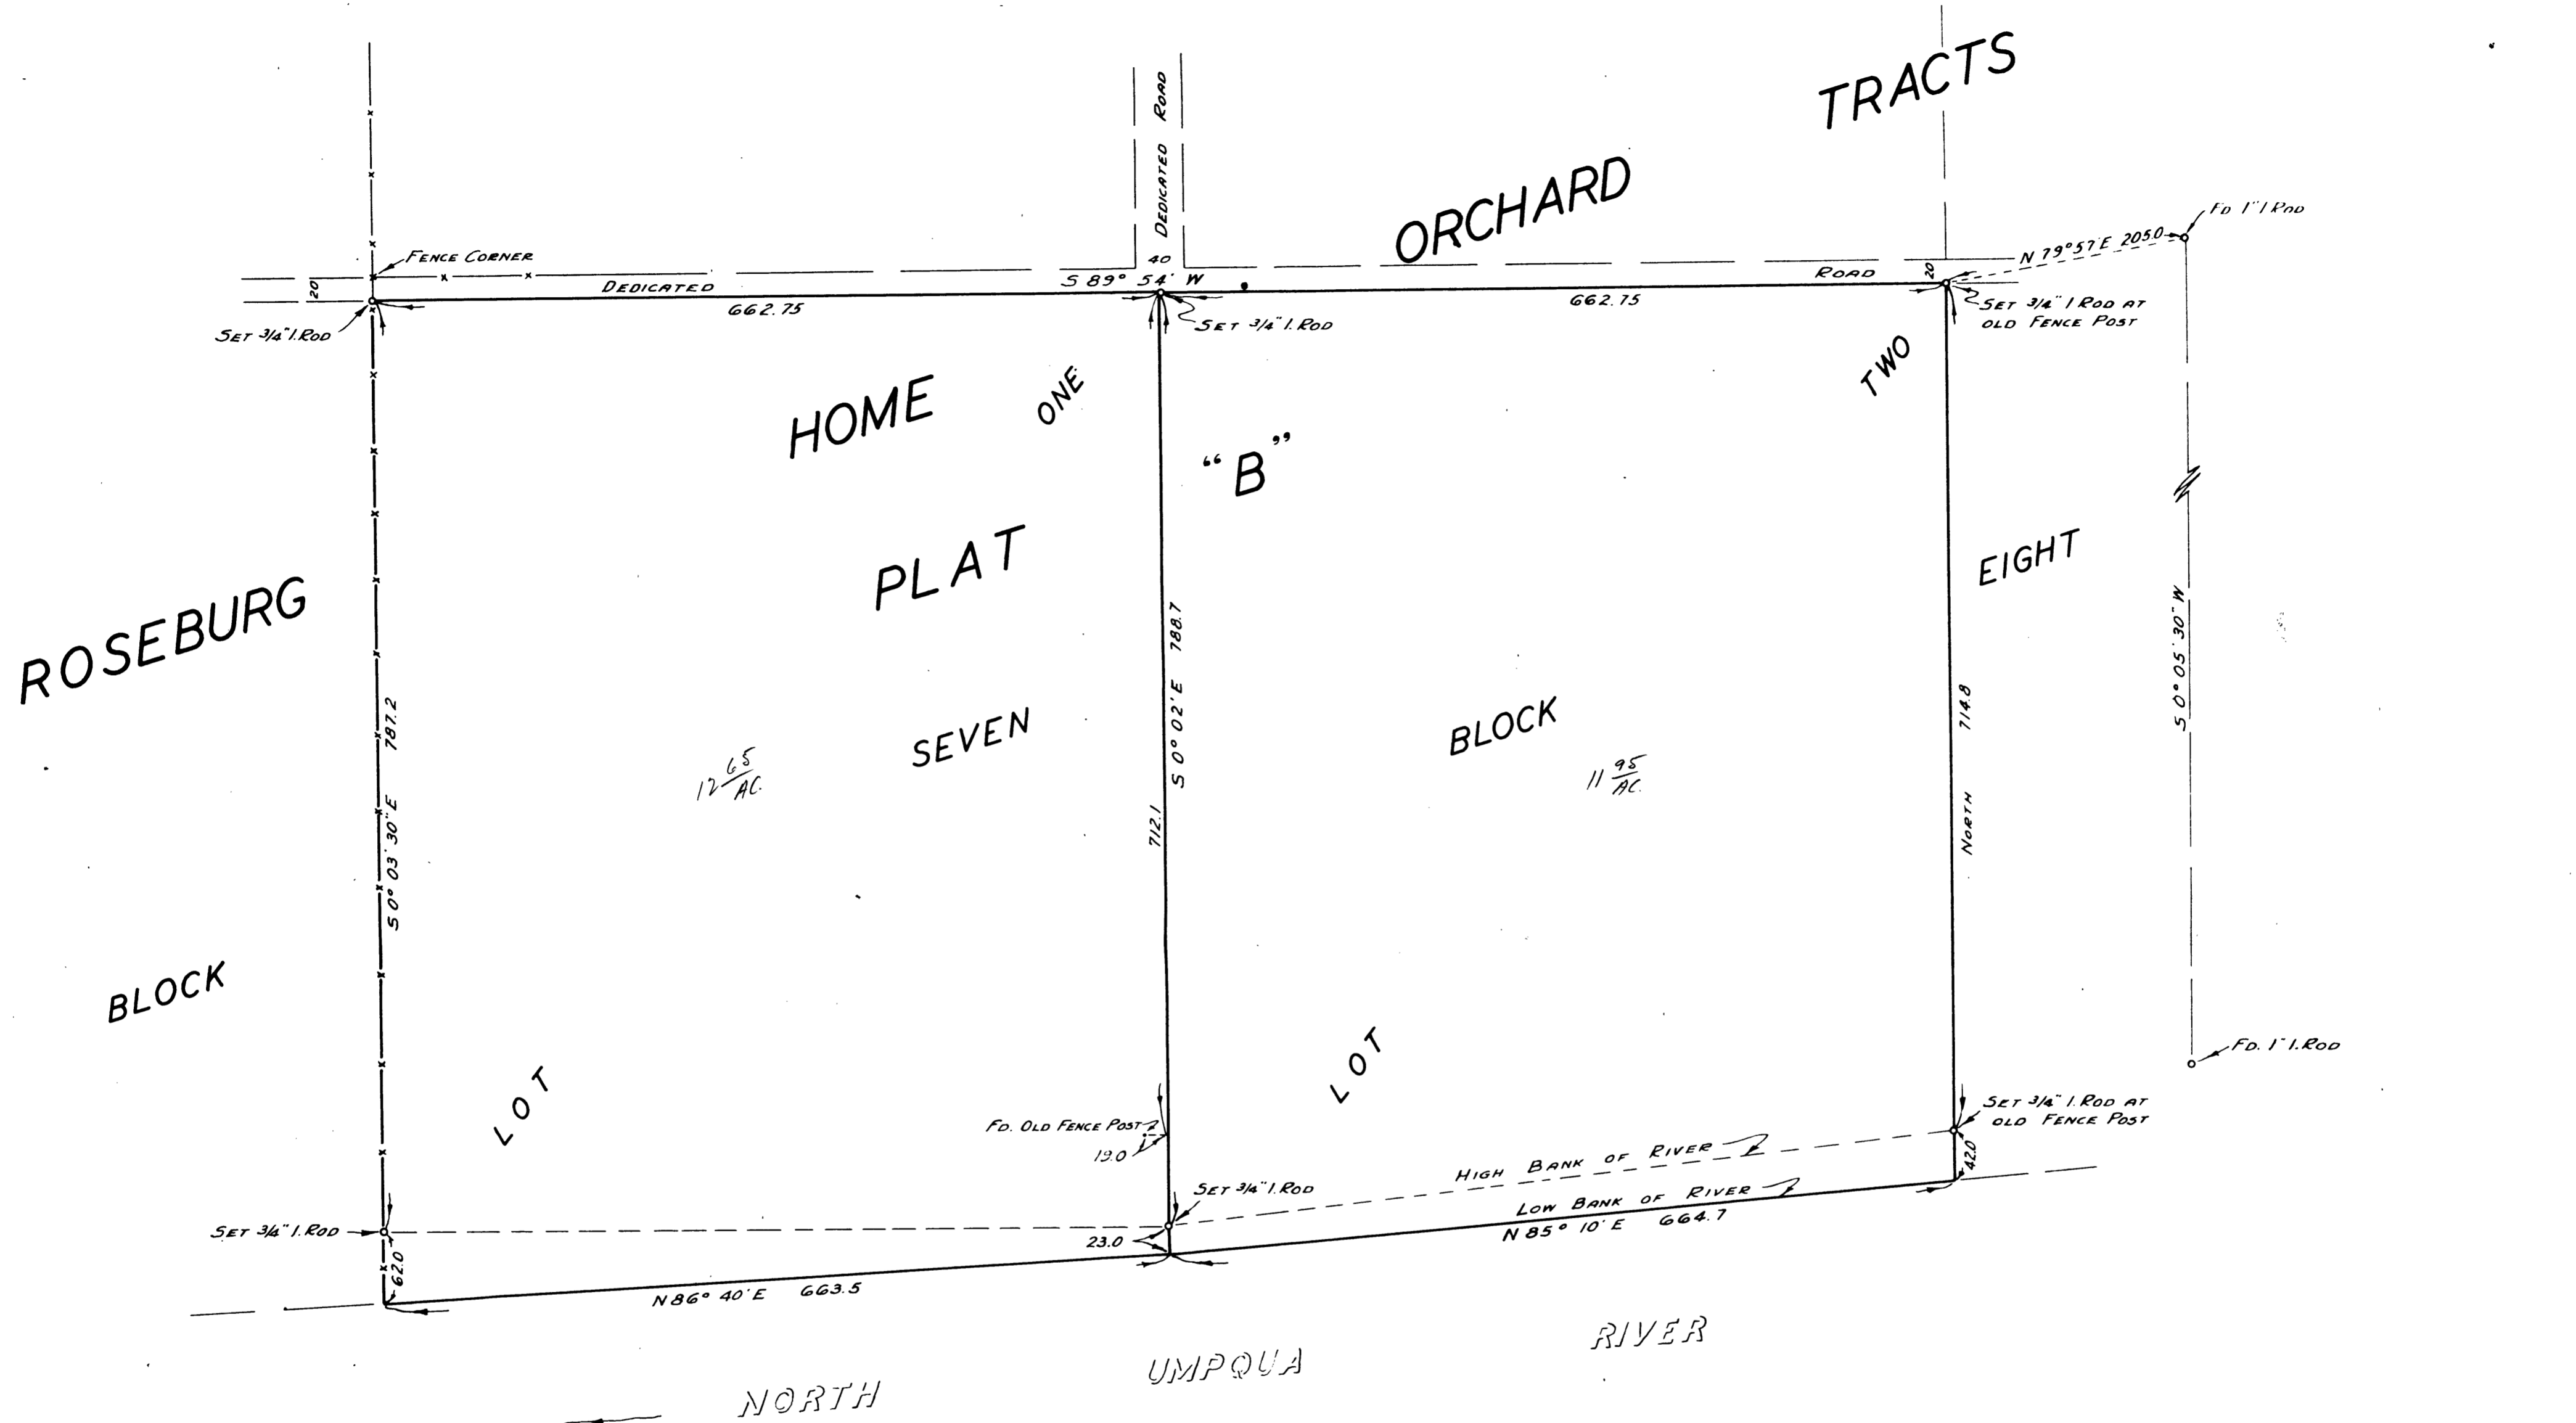 TRACTS
ORCHARD
DEDICATED ROAD
40
FD 1" I ROD
N 79° 57' E 205.0
FENCE CORNER
20
DEDICATED
S 89° 54' W
ROAD
20
662.75
662.75
SET 3/4" I. ROD
SET 3/4" I. ROD
SET 3/4" I ROD AT
OLD FENCE POST
HOME
ONE
TWO
"B"
PLAT
EIGHT
ROSEBURG
SEVEN
BLOCK
S 0° 03' 30" E 787.2
S 0° 02' E 788.7
712.1
NORTH 714.8
S 0° 05' 30" W
12 65/AC.
11 95/AC.
BLOCK
LOT
LOT
FD. 1" I. ROD
FD. OLD FENCE POST
19.0
SET 3/4" I. ROD AT
OLD FENCE POST
42.0
HIGH BANK OF RIVER
SET 3/4" I. ROD
LOW BANK OF RIVER
N 85° 10' E 664.7
SET 3/4" I. ROD
62.0
23.0
N 86° 40' E 663.5
NORTH UMPQUA RIVER